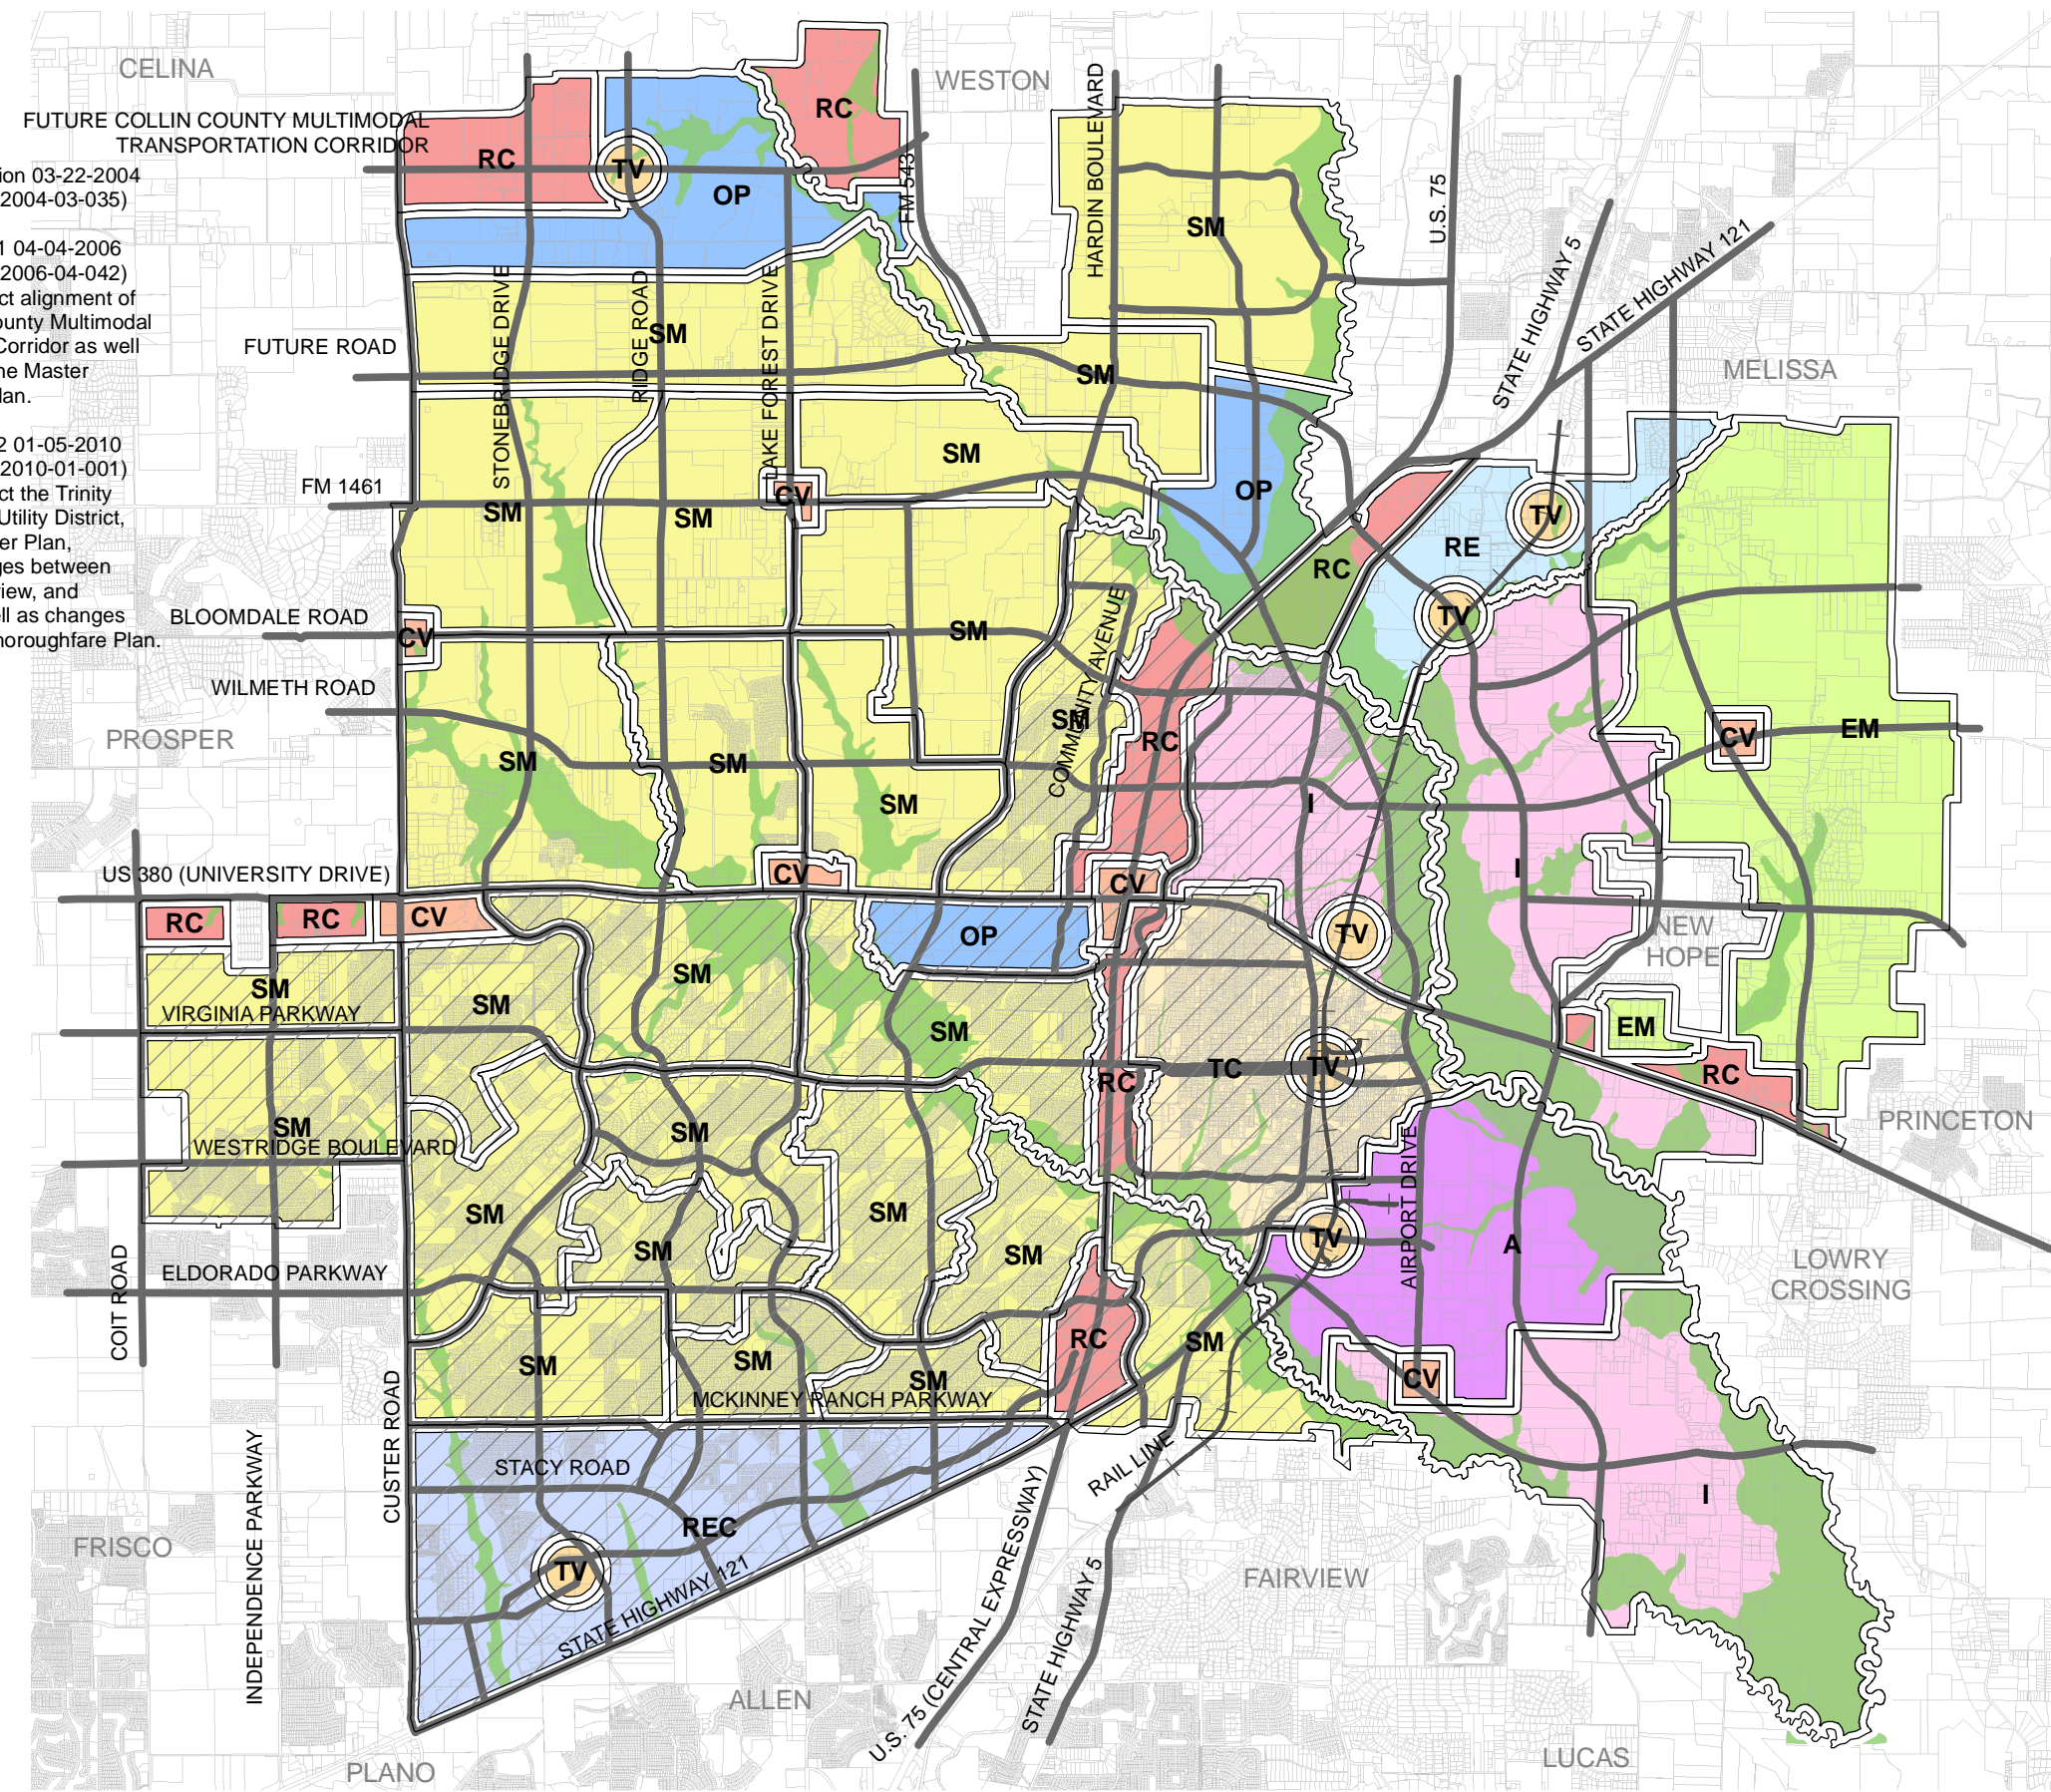 CELINA
WESTON
FUTURE COLLIN COUNTY MULTIMODAL
TRANSPORTATION CORRIDOR
RC
RC
TV
OP
FM 543
HARDIN BOULEVARD
SM
U.S. 75
STATE HIGHWAY 5
STATE HIGHWAY 121
ion 03-22-2004
2004-03-035)
1 04-04-2006
2006-04-042)
ct alignment of
ounty Multimodal
Corridor as well
ne Master
lan.
2 01-05-2010
2010-01-001)
ct the Trinity
Utility District,
er Plan,
ges between
view, and
ell as changes
horoughfare Plan.
STONEBRIDGE DRIVE
RIDGE ROAD
LAKE FOREST DRIVE
FUTURE ROAD
SM
SM
MELISSA
SM
FM 1461
SM
SM
CV
OP
TV
RE
RC
TV
BLOOMDALE ROAD
CV
SM
COMMUNITY AVENUE
WILMETH ROAD
PROSPER
SM
SM
SM
RC
CV
EM
SM
I
I
US 380 (UNIVERSITY DRIVE)
CV
CV
RC
RC
CV
OP
TV
NEW
HOPE
SM
SM
SM
VIRGINIA PARKWAY
SM
EM
TC
TV
RC
RC
PRINCETON
SM
WESTRIDGE BOULEVARD
SM
AIRPORT DRIVE
SM
SM
SM
SM
TV
A
LOWRY
CROSSING
ELDORADO PARKWAY
COIT ROAD
SM
SM
RC
SM
SM
CV
MCKINNEY RANCH PARKWAY
CUSTER ROAD
INDEPENDENCE PARKWAY
STACY ROAD
RAIL LINE
I
REC
FRISCO
TV
STATE HIGHWAY 121
FAIRVIEW
U.S. 75 (CENTRAL EXPRESSWAY)
STATE HIGHWAY 5
ALLEN
LUCAS
PLANO